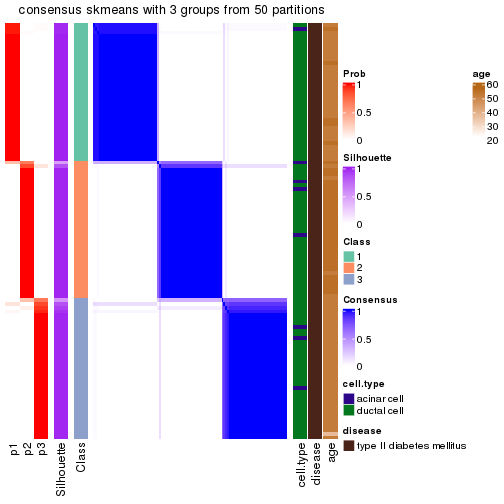 consensus skmeans with 3 groups from 50 partitions
Prob
1
0.5
0
age
60
50
40
30
20
Silhouette
1
0.5
0
Class
1
2
3
Consensus
1
0.5
0
cell.type
acinar cell
ductal cell
disease
type II diabetes mellitus
p1
p2
p3
Silhouette
Class
cell.type
disease
age